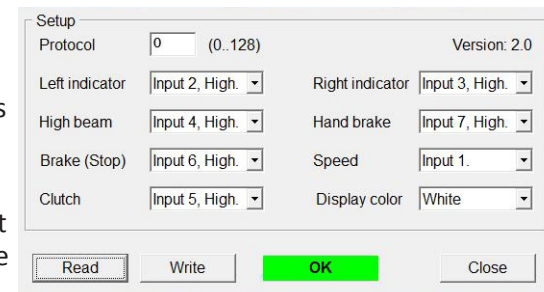 Setup
Protocol 0 (0..128) Version: 2.0
Left indicator Input 2, High. Right indicator Input 3, High.
s
High beam Input 4, High. Hand brake Input 7, High.
Brake (Stop) Input 6, High. Speed Input 1.
Clutch Input 5, High. Display color White
t
e
Read Write OK Close